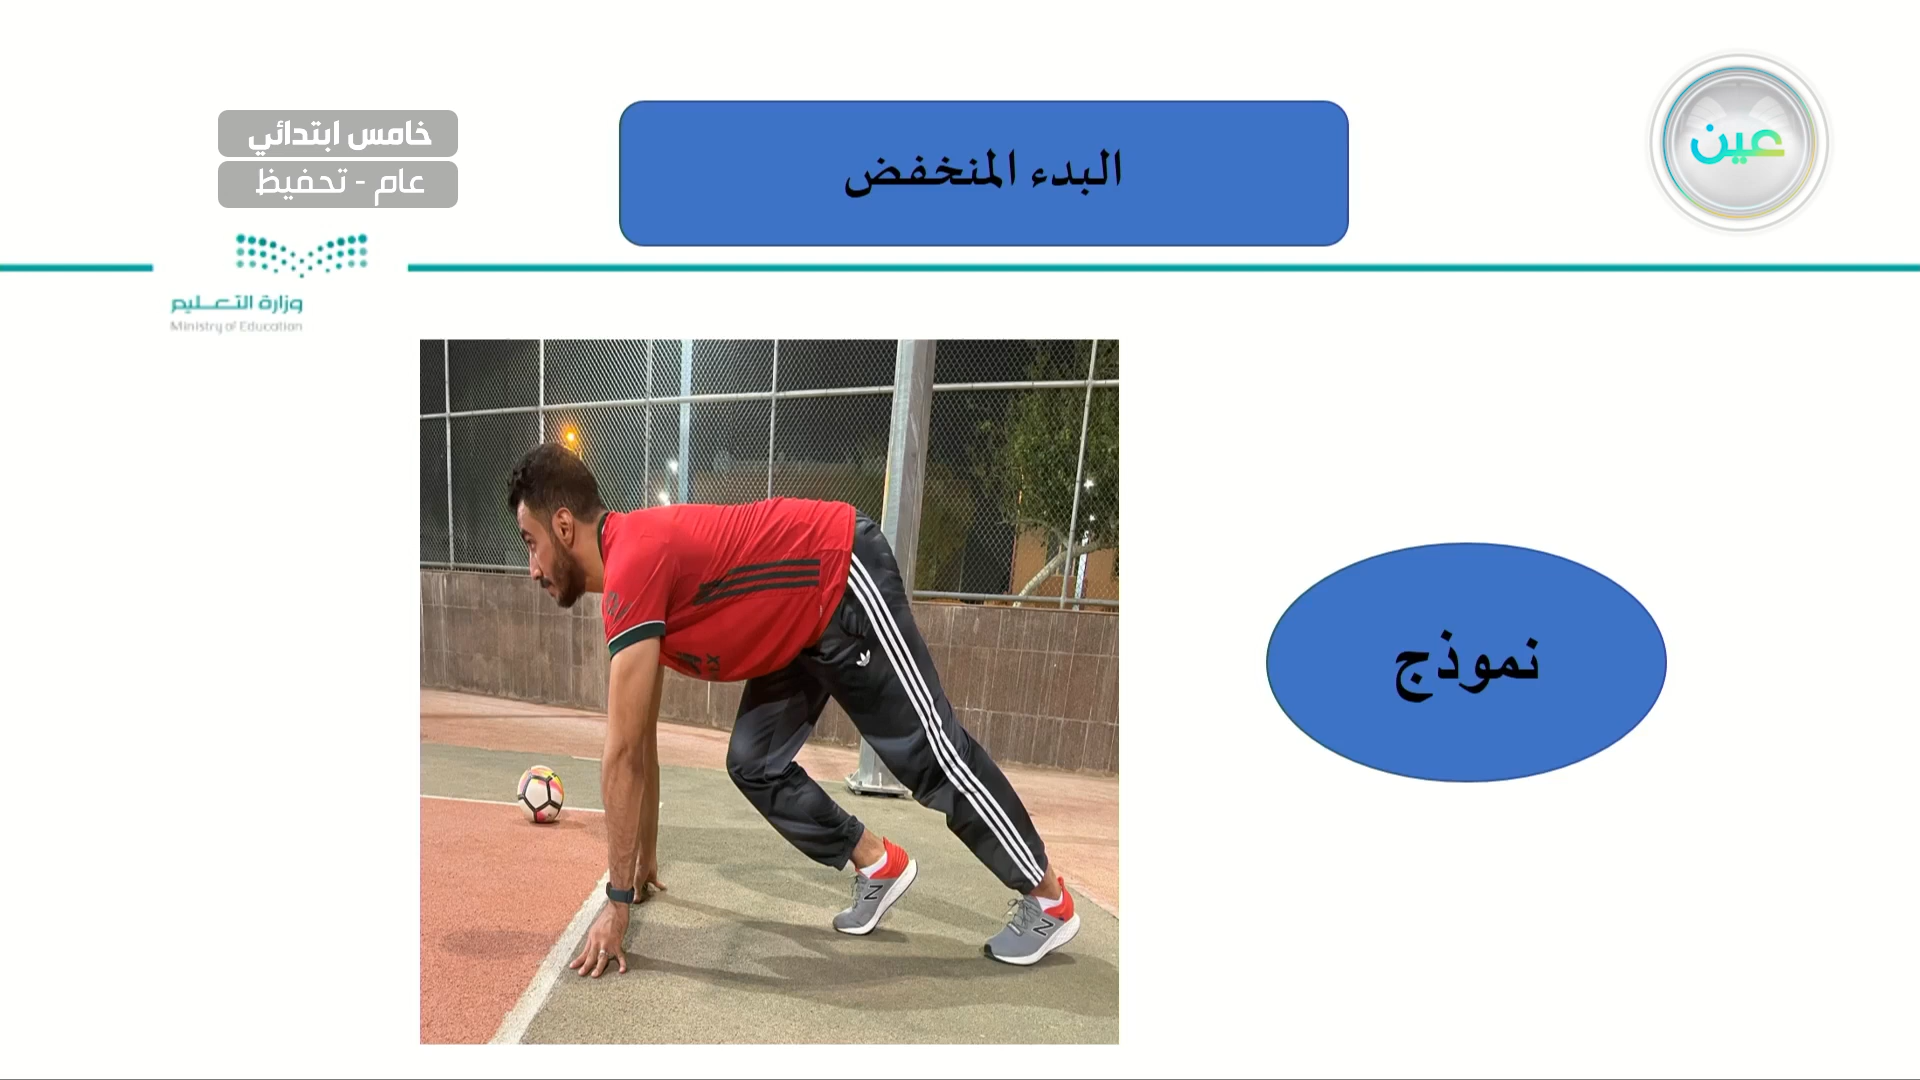 خامس ابتدائي
عام - تحفيظ
البدء المنخفض
عين
وزارة التعليم
Ministry of Education
نموذج